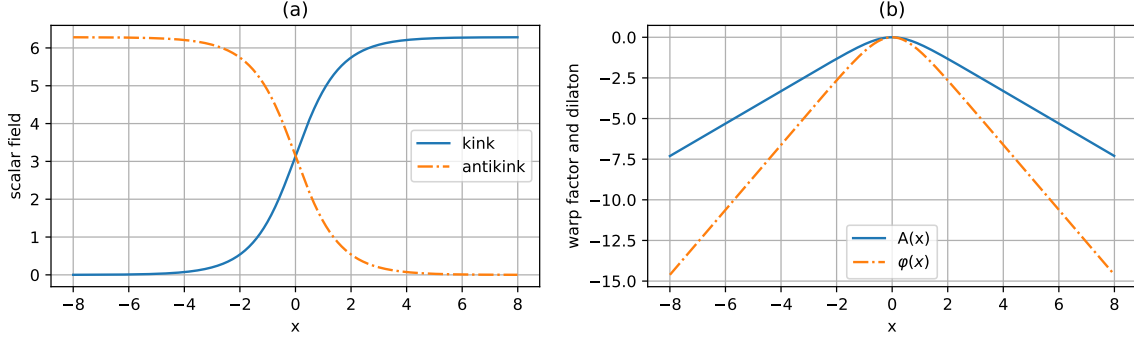 (a)
scalar field
6
5
4
3
2
1
0
kink
antikink
−8 −6 −4 −2 0 2 4 6 8
x
(b)
warp factor and dilaton
0.0
−2.5
−5.0
−7.5
−10.0
−12.5
−15.0
A(x)
φ(x)
−8 −6 −4 −2 0 2 4 6 8
x